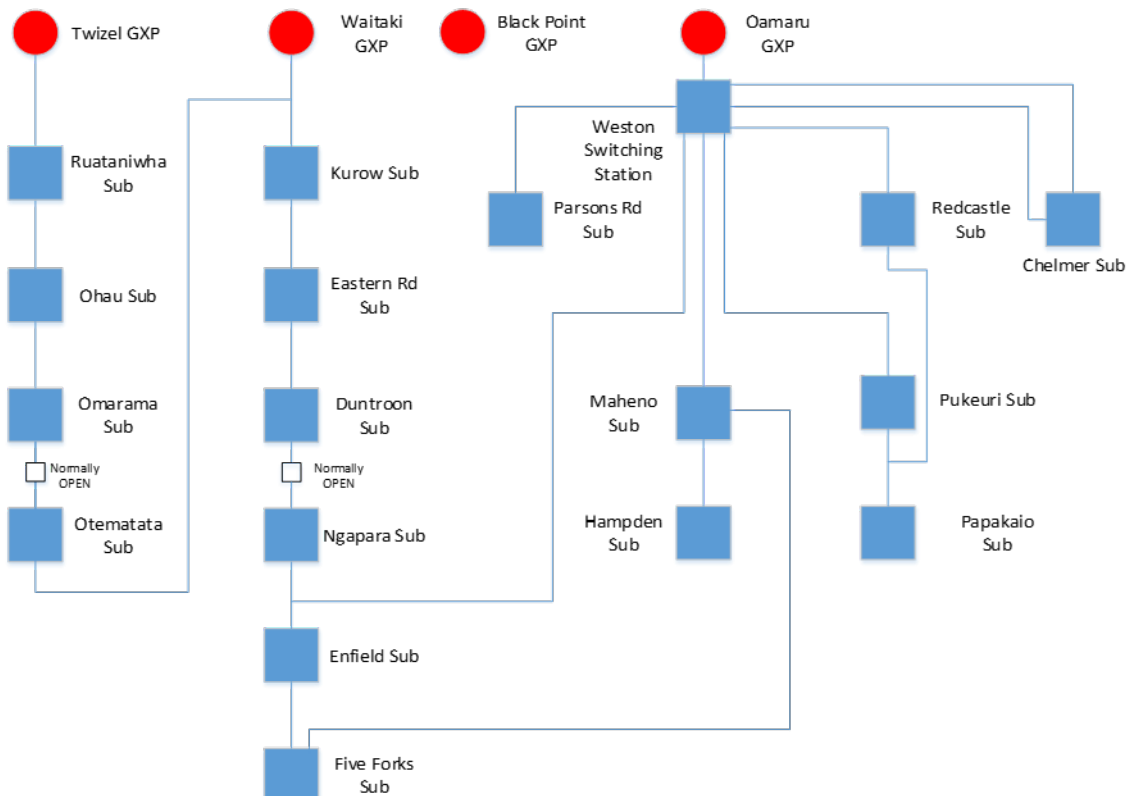 Twizel GXP
Waitaki
GXP
Black Point
GXP
Oamaru
GXP
Weston
Switching
Station
Ruataniwha
Sub
Kurow Sub
Parsons Rd
Sub
Redcastle
Sub
Chelmer Sub
Ohau Sub
Eastern Rd
Sub
Omarama
Sub
Duntroon
Sub
Maheno
Sub
Pukeuri Sub
Normally
OPEN
Normally
OPEN
Otematata
Sub
Ngapara Sub
Hampden
Sub
Papakaio
Sub
Enfield Sub
Five Forks
Sub